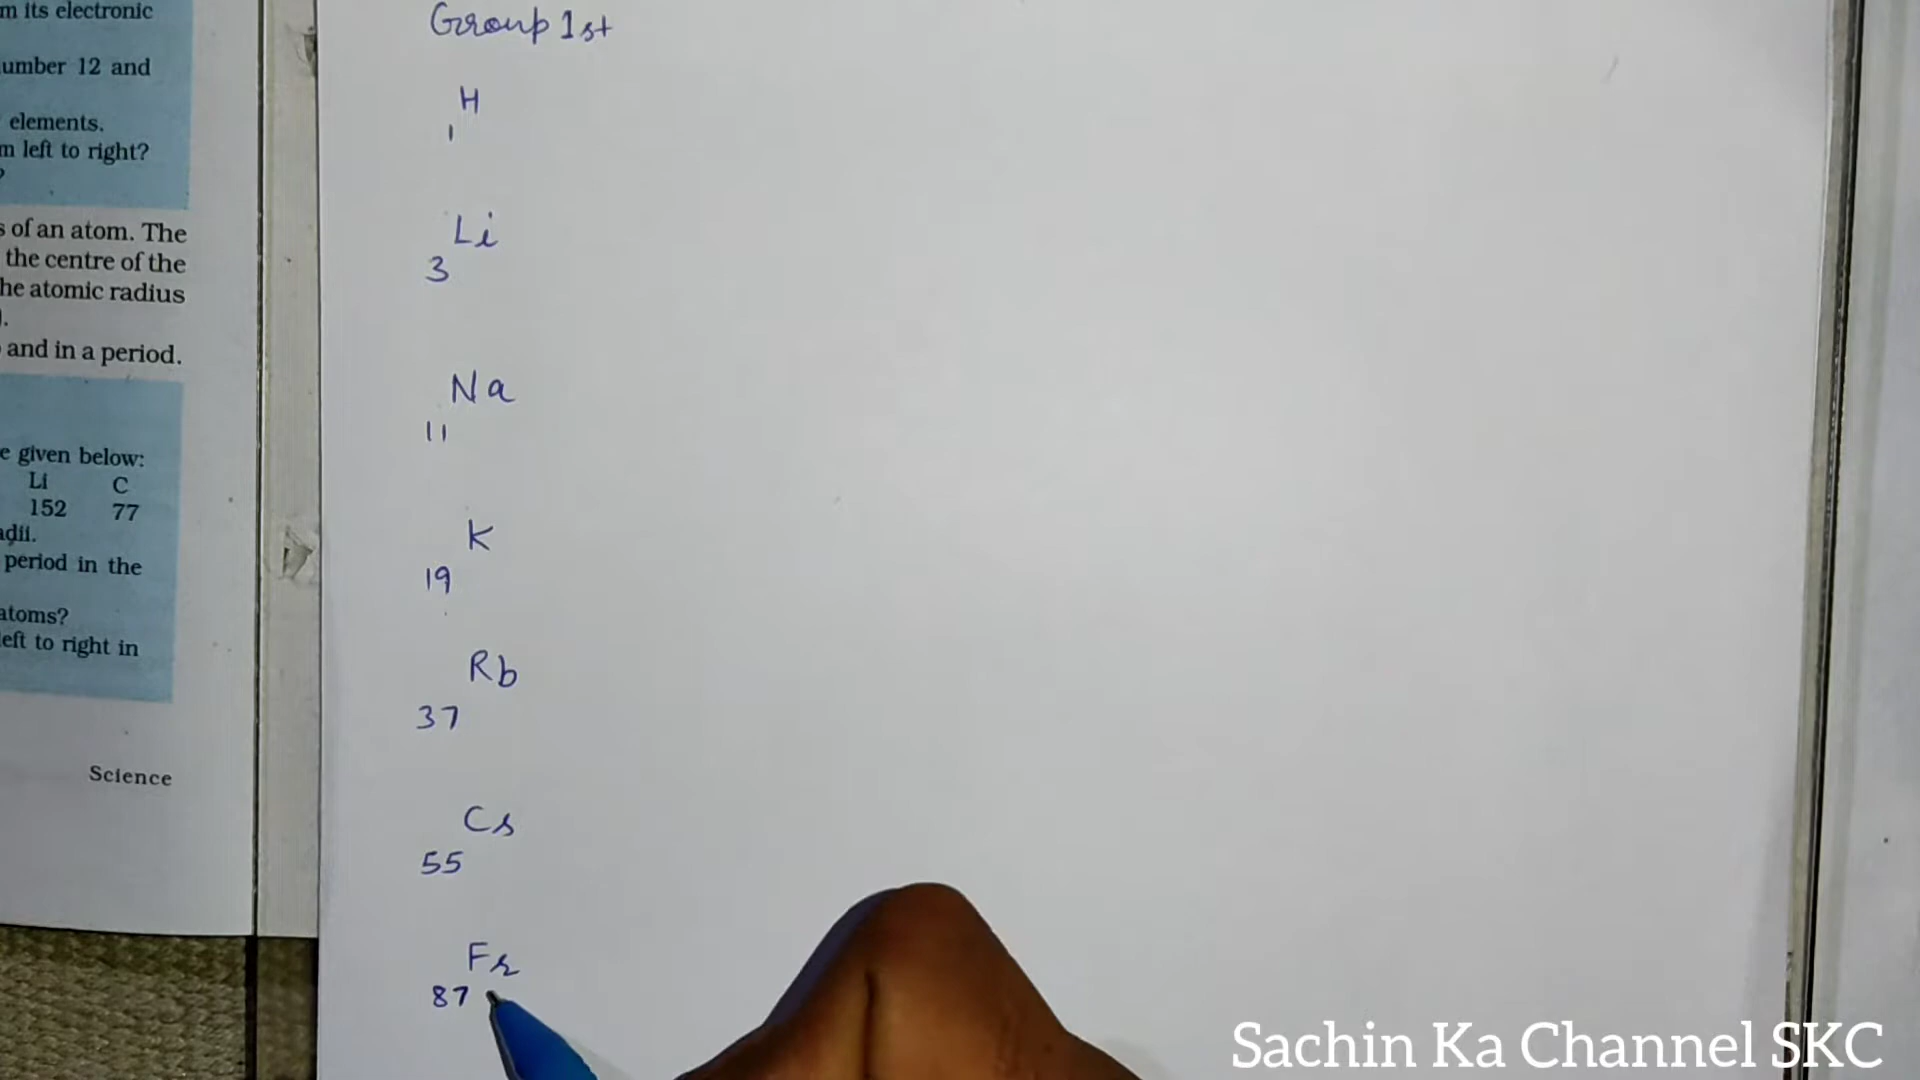 m its electronic
umber 12 and
elements.
m left to right?
?
s of an atom. The
the centre of the
he atomic radius
).
and in a period.
e given below:
Li C
152 77
adii.
period in the
atoms?
left to right in
Science
Group 1st
H
1
Li
3
Na
11
K
19
Rb
37
Cs
55
Fr
87
Sachin Ka Channel SKC